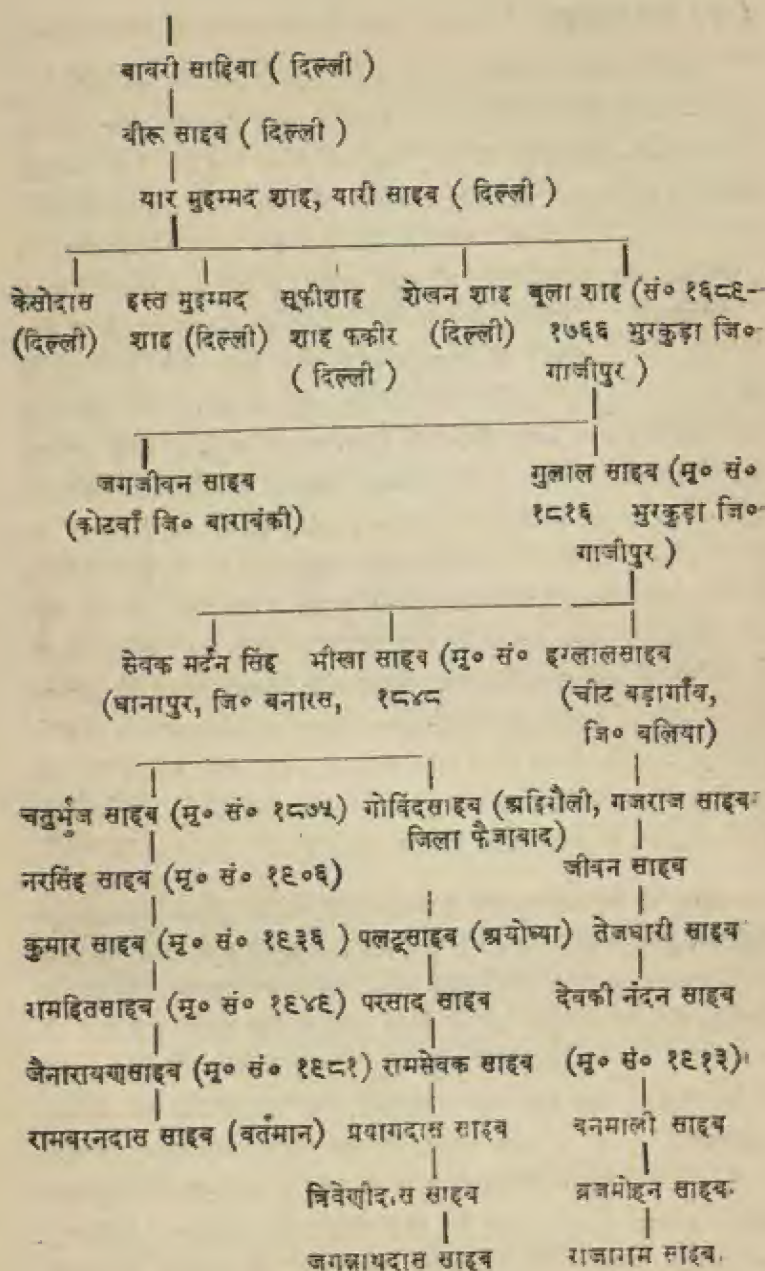 बावरी साहिबा ( दिल्ली )
बीरू साहब ( दिल्ली )
यार मुहम्मद शाह, यारी साहब ( दिल्ली )
केसोदास हस्त मुहम्मद सूफीशाह शेखन शाह बूला शाह (सं० १६८९-
(दिल्ली) शाह (दिल्ली) शाह फकीर (दिल्ली) १७६६ भुरकुड़ा जि०
( दिल्ली ) गाजीपुर )
जगजीवन साहब गुलाल साहब (मृ० सं०
(कोटवाँ जि० बाराबंकी) १८१६ भुरकुड़ा जि०
गाजीपुर )
सेवक मर्दन सिंह भीखा साहब (मृ० सं० हरलालसाहब
(धानापुर, जि० बनारस, १८४८ (चीट बड़ागाँव,
जि० बलिया)
चतुर्भुज साहब (मृ० सं० १८७५) गोविंदसाहब (अहिरौली, गजराज साहब
जिला फैजाबाद)
नरसिंह साहब (मृ० सं० १९०६) जीवन साहब
कुमार साहब (मृ० सं० १९३६ ) पलटूसाहब (अयोध्या) तेजधारी साहब
रामहितसाहब (मृ० सं० १९४९) परसाद साहब देवकी नंदन साहब
जैनारायणसाहब (मृ० सं० १९८१) रामसेवक साहब (मृ० सं० १९१३)
रामबरनदास साहब (वर्तमान) प्रयागदास साहब बनमाली साहब
त्रिवेणीदास साहब ब्रजमोहन साहब
जगन्नाथदास साहब राजाराम साहब